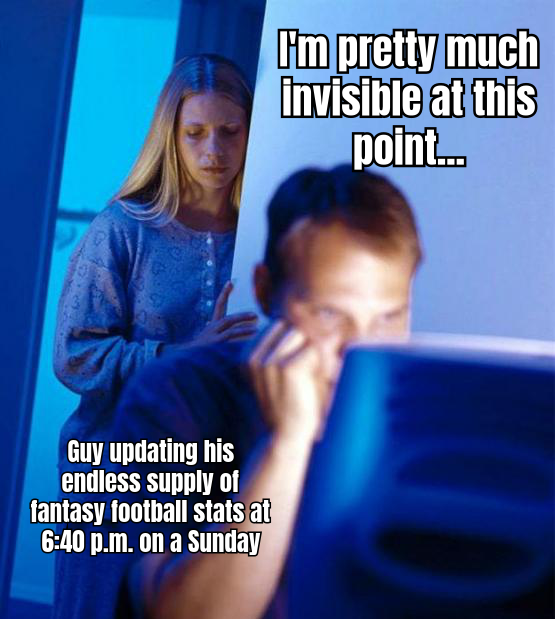 I'm pretty much
invisible at this
point...
Guy updating his
endless supply of
fantasy football stats at
6:40 p.m. on a Sunday